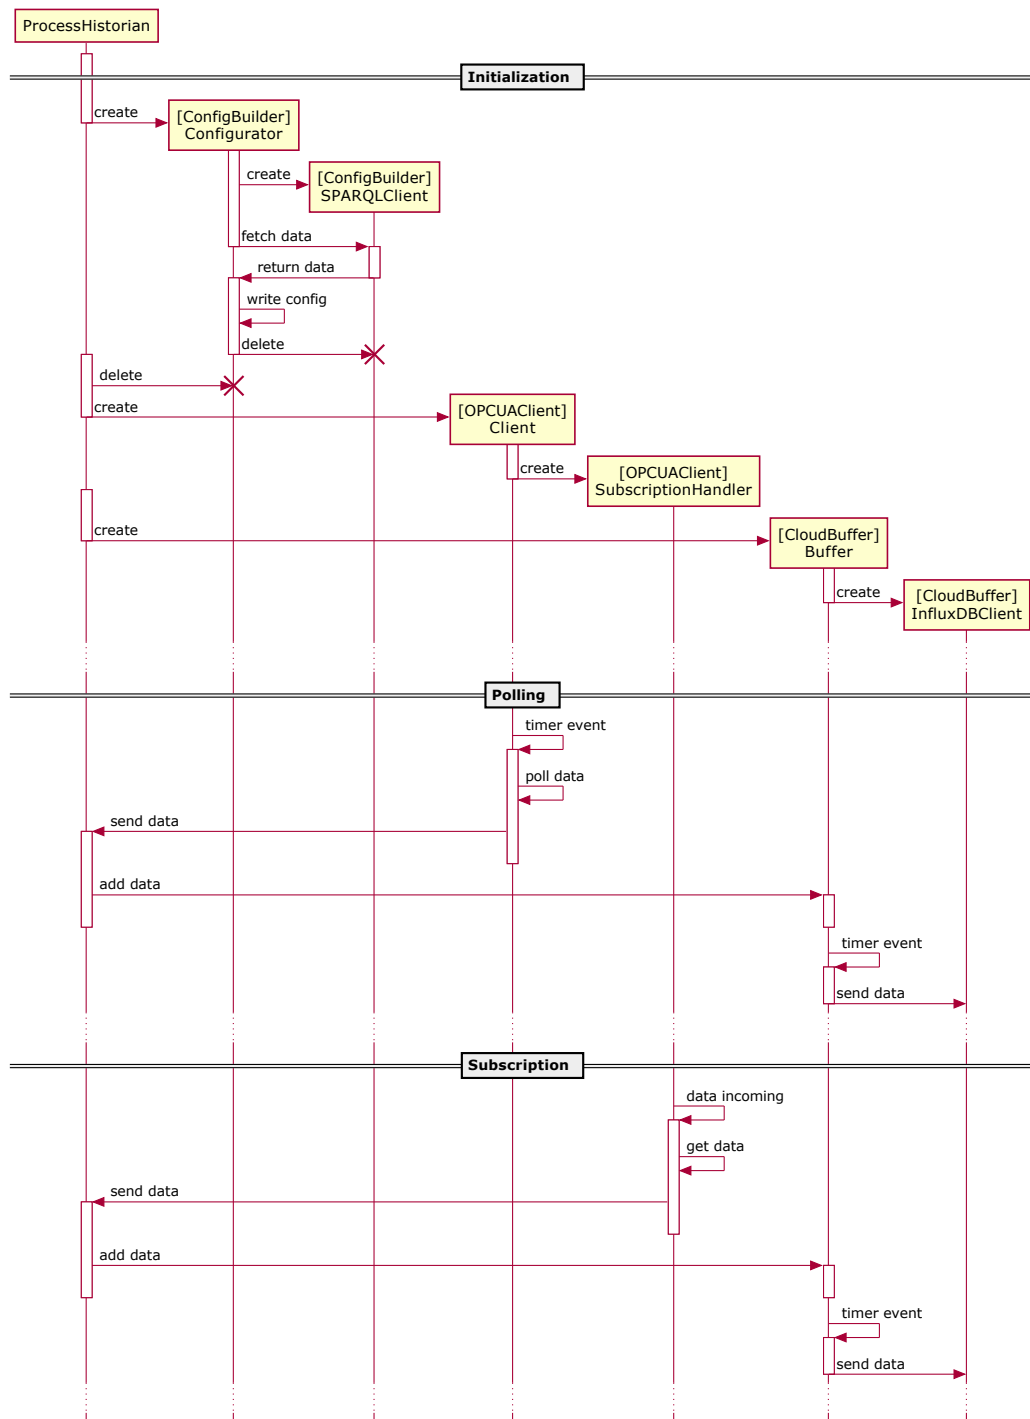 ProcessHistorian
Initialization
create
[ConfigBuilder]
Configurator
create
[ConfigBuilder]
SPARQLClient
fetch data
return data
write config
delete
delete
create
[OPCUAClient]
Client
create
[OPCUAClient]
SubscriptionHandler
create
[CloudBuffer]
Buffer
create
[CloudBuffer]
InfluxDBClient
Polling
timer event
poll data
send data
add data
timer event
send data
Subscription
data incoming
get data
send data
add data
timer event
send data